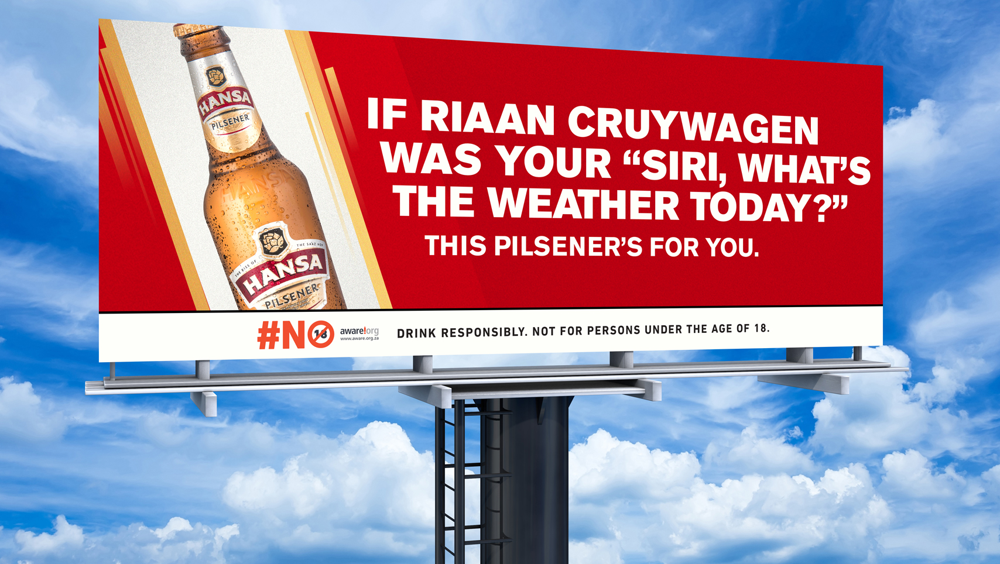 HANSA
PILSENER
HANSA
THE KISS OF THE SAAZ HOP
HANSA
PILSENER
IF RIAAN CRUYWAGEN
WAS YOUR “SIRI, WHAT’S
THE WEATHER TODAY?”
THIS PILSENER’S FOR YOU.
#NO
18
aware!org
www.aware.org.za
DRINK RESPONSIBLY. NOT FOR PERSONS UNDER THE AGE OF 18.